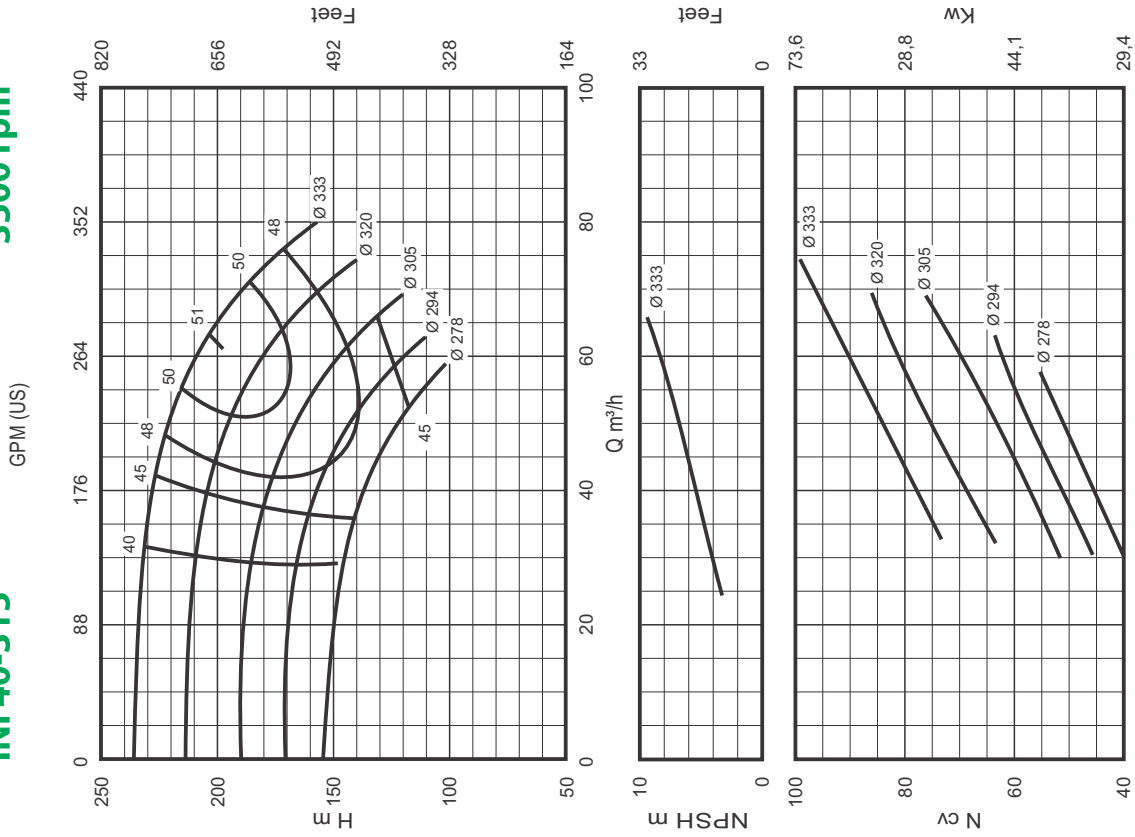 40-315
3500 rpm
GPM (US)
0
88
176
264
352
440
250
200
150
100
50
H m
820
656
492
328
164
Feet
40
45
48
50
51
50
48
45
Ø 333
Ø 320
Ø 305
Ø 294
Ø 278
0
20
40
60
80
100
Q m³/h
10
0
NPSH m
33
0
Feet
Ø 333
100
80
60
40
N cv
73,6
28,8
44,1
29,4
Kw
Ø 333
Ø 320
Ø 305
Ø 294
Ø 278